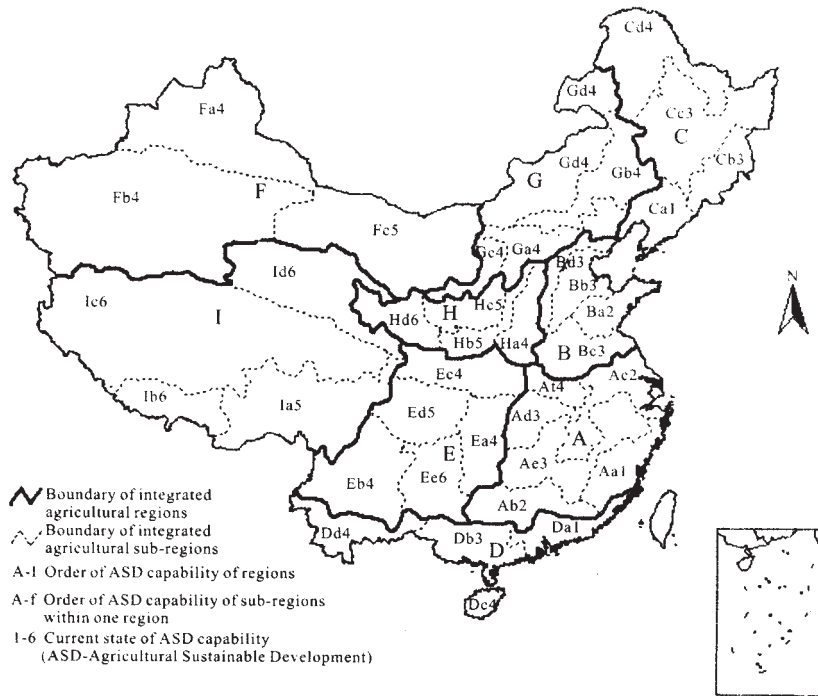 Cd4
Gd4
Fa4
Cc3
C
Gd4
Cb3
Gb4
G
Fb4
F
Ca1
Fc5
Gc4
Ga4
Bd3
Id6
Bb3
N
Ic6
Hc5
H
Ba2
Hd6
I
Ha4
Hb5
B
Bc3
Ec4
Ac2
At4
Ib6
Ia5
Ed5
Ad3
Ea4
A
E
Ae3
Aa1
Eb4
Ee6
Ab2
Dd4
Db3
Da1
D
Dc4
Boundary of integrated
agricultural regions
Boundary of integrated
agricultural sub-regions
A-I Order of ASD capability of regions
A-f Order of ASD capability of sub-regions
within one region
1-6 Current state of ASD capability
(ASD-Agricultural Sustainable Development)